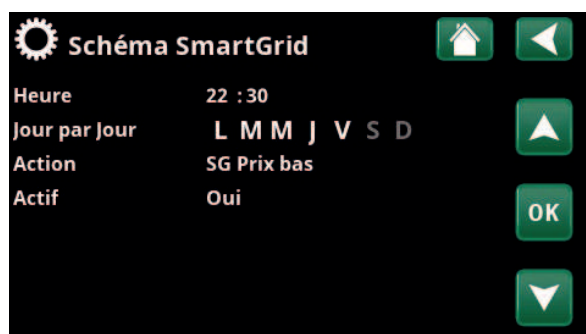 Schéma SmartGrid
Heure 22 :30
Jour par Jour L M M J V S D
Action SG Prix bas
Actif Oui
OK